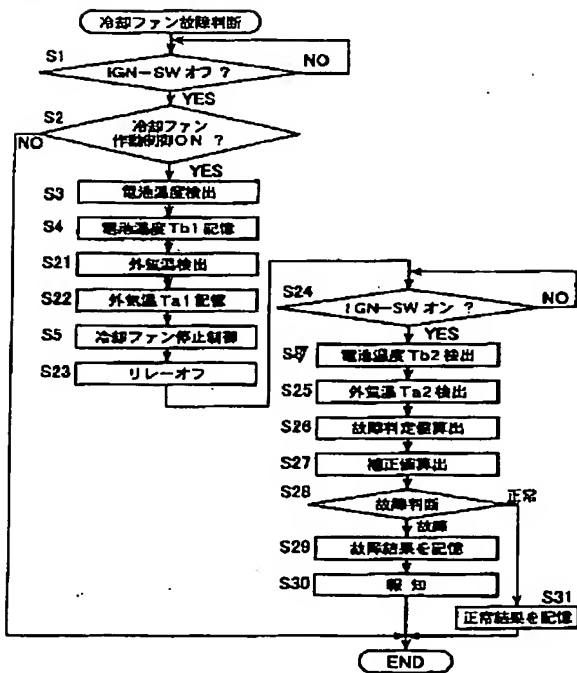 冷却ファン故障判断
S1
IGN-SWオフ ?
NO
YES
S2
冷却ファン
作動制御ON ?
NO
YES
S3
電池温度検出
S4
電池温度Tb1記憶
S21
外気温検出
S22
外気温Ta1記憶
S5
冷却ファン停止制御
S23
リレーオフ
S24
IGN-SWオン ?
NO
YES
S7
電池温度Tb2検出
S25
外気温Ta2検出
S26
故障判定値算出
S27
補正値算出
S28
故障判断
正常
故障
S29
故障結果を記憶
S30
報知
S31
正常結果を記憶
END